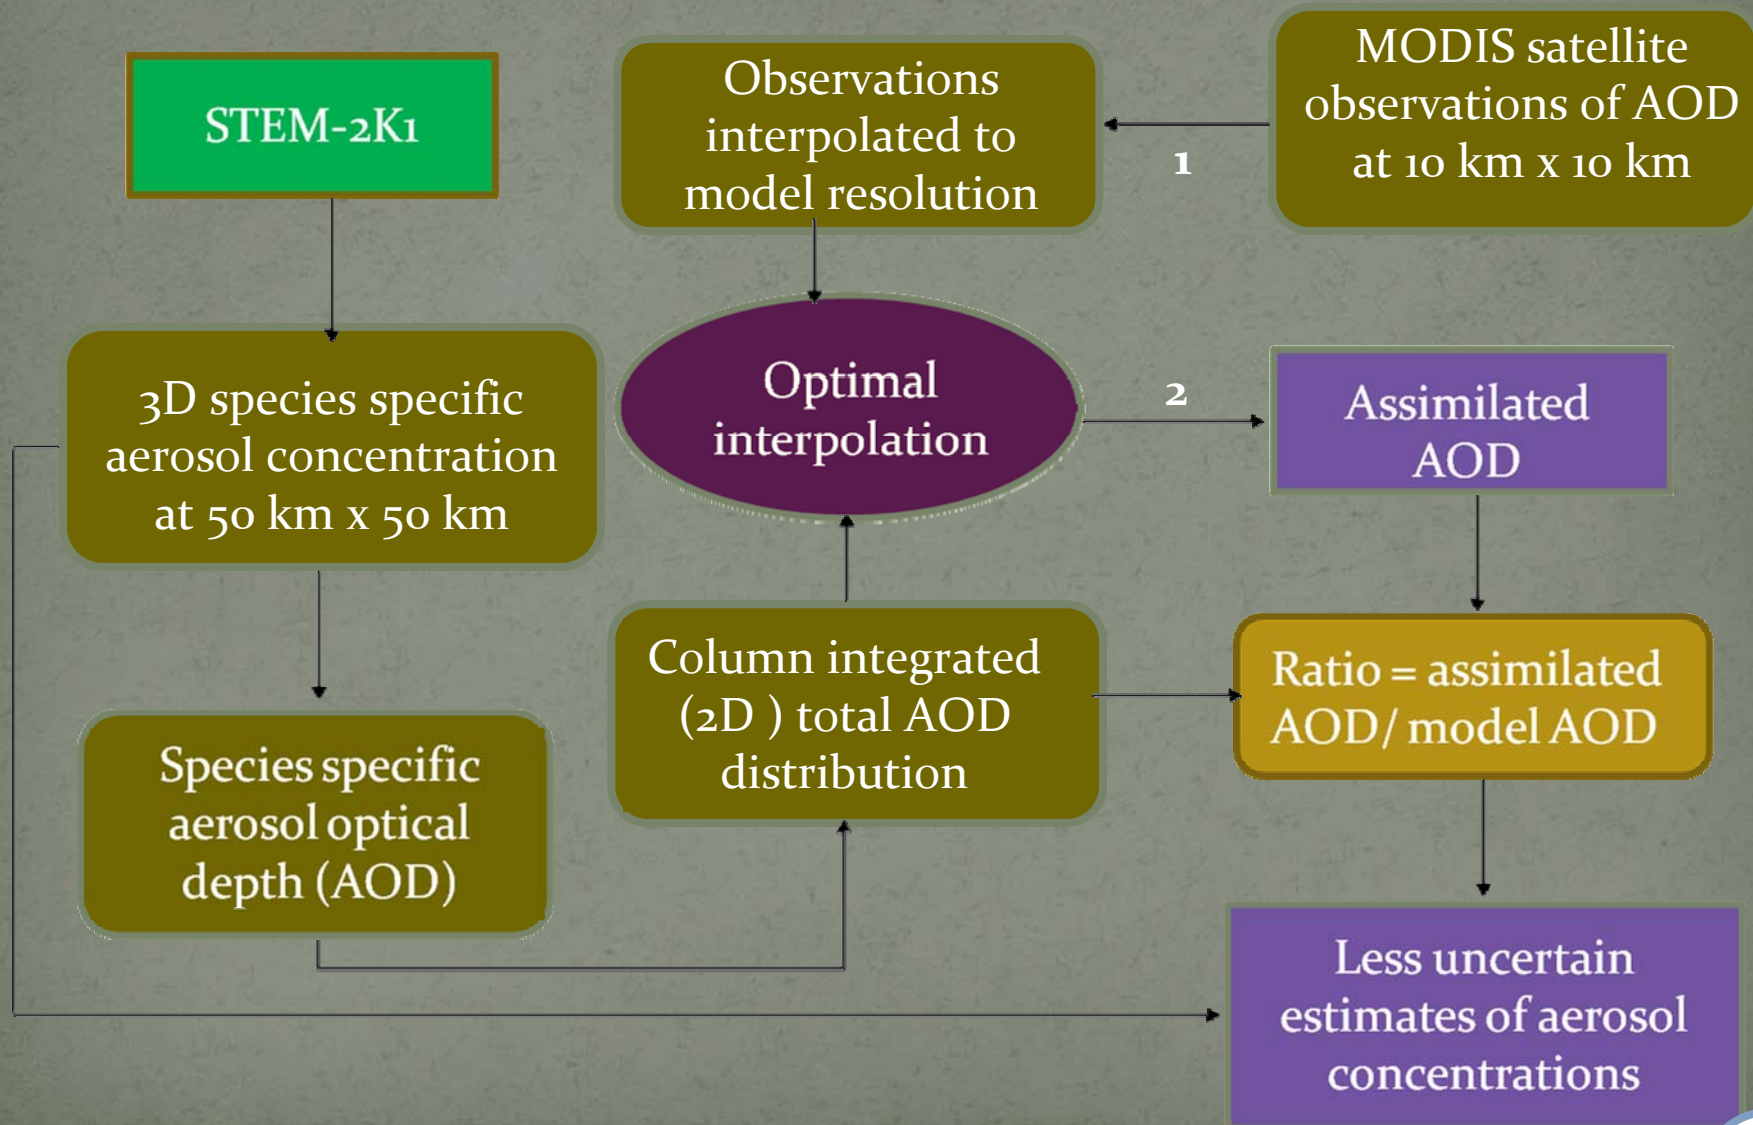 STEM-2K1
Observations
interpolated to
model resolution
MODIS satellite
observations of AOD
at 10 km x 10 km
1
3D species specific
aerosol concentration
at 50 km x 50 km
Optimal
interpolation
2
Assimilated
AOD
Species specific
aerosol optical
depth (AOD)
Column integrated
(2D ) total AOD
distribution
Ratio = assimilated
AOD/ model AOD
Less uncertain
estimates of aerosol
concentrations